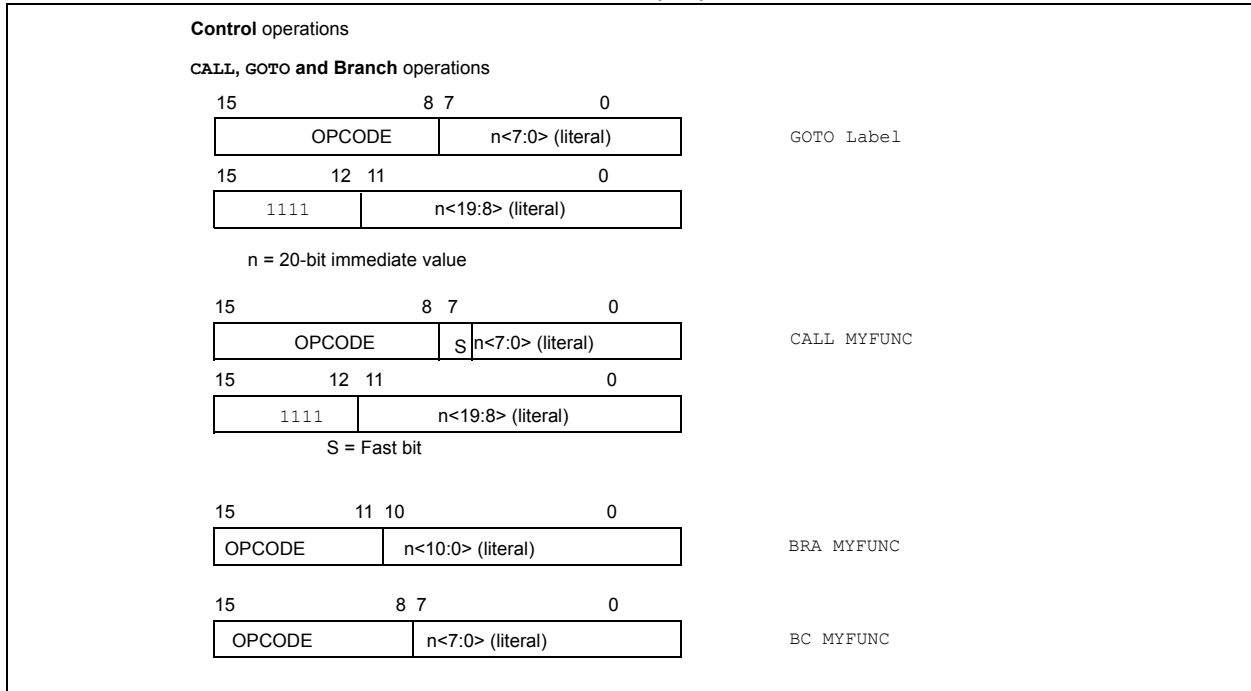 Control operations
CALL, GOTO and Branch operations
15 8 7 0
OPCODE n<7:0> (literal) GOTO Label
15 12 11 0
1111 n<19:8> (literal)
n = 20-bit immediate value
15 8 7 0
OPCODE S n<7:0> (literal) CALL MYFUNC
15 12 11 0
1111 n<19:8> (literal)
S = Fast bit
15 11 10 0
OPCODE n<10:0> (literal) BRA MYFUNC
15 8 7 0
OPCODE n<7:0> (literal) BC MYFUNC